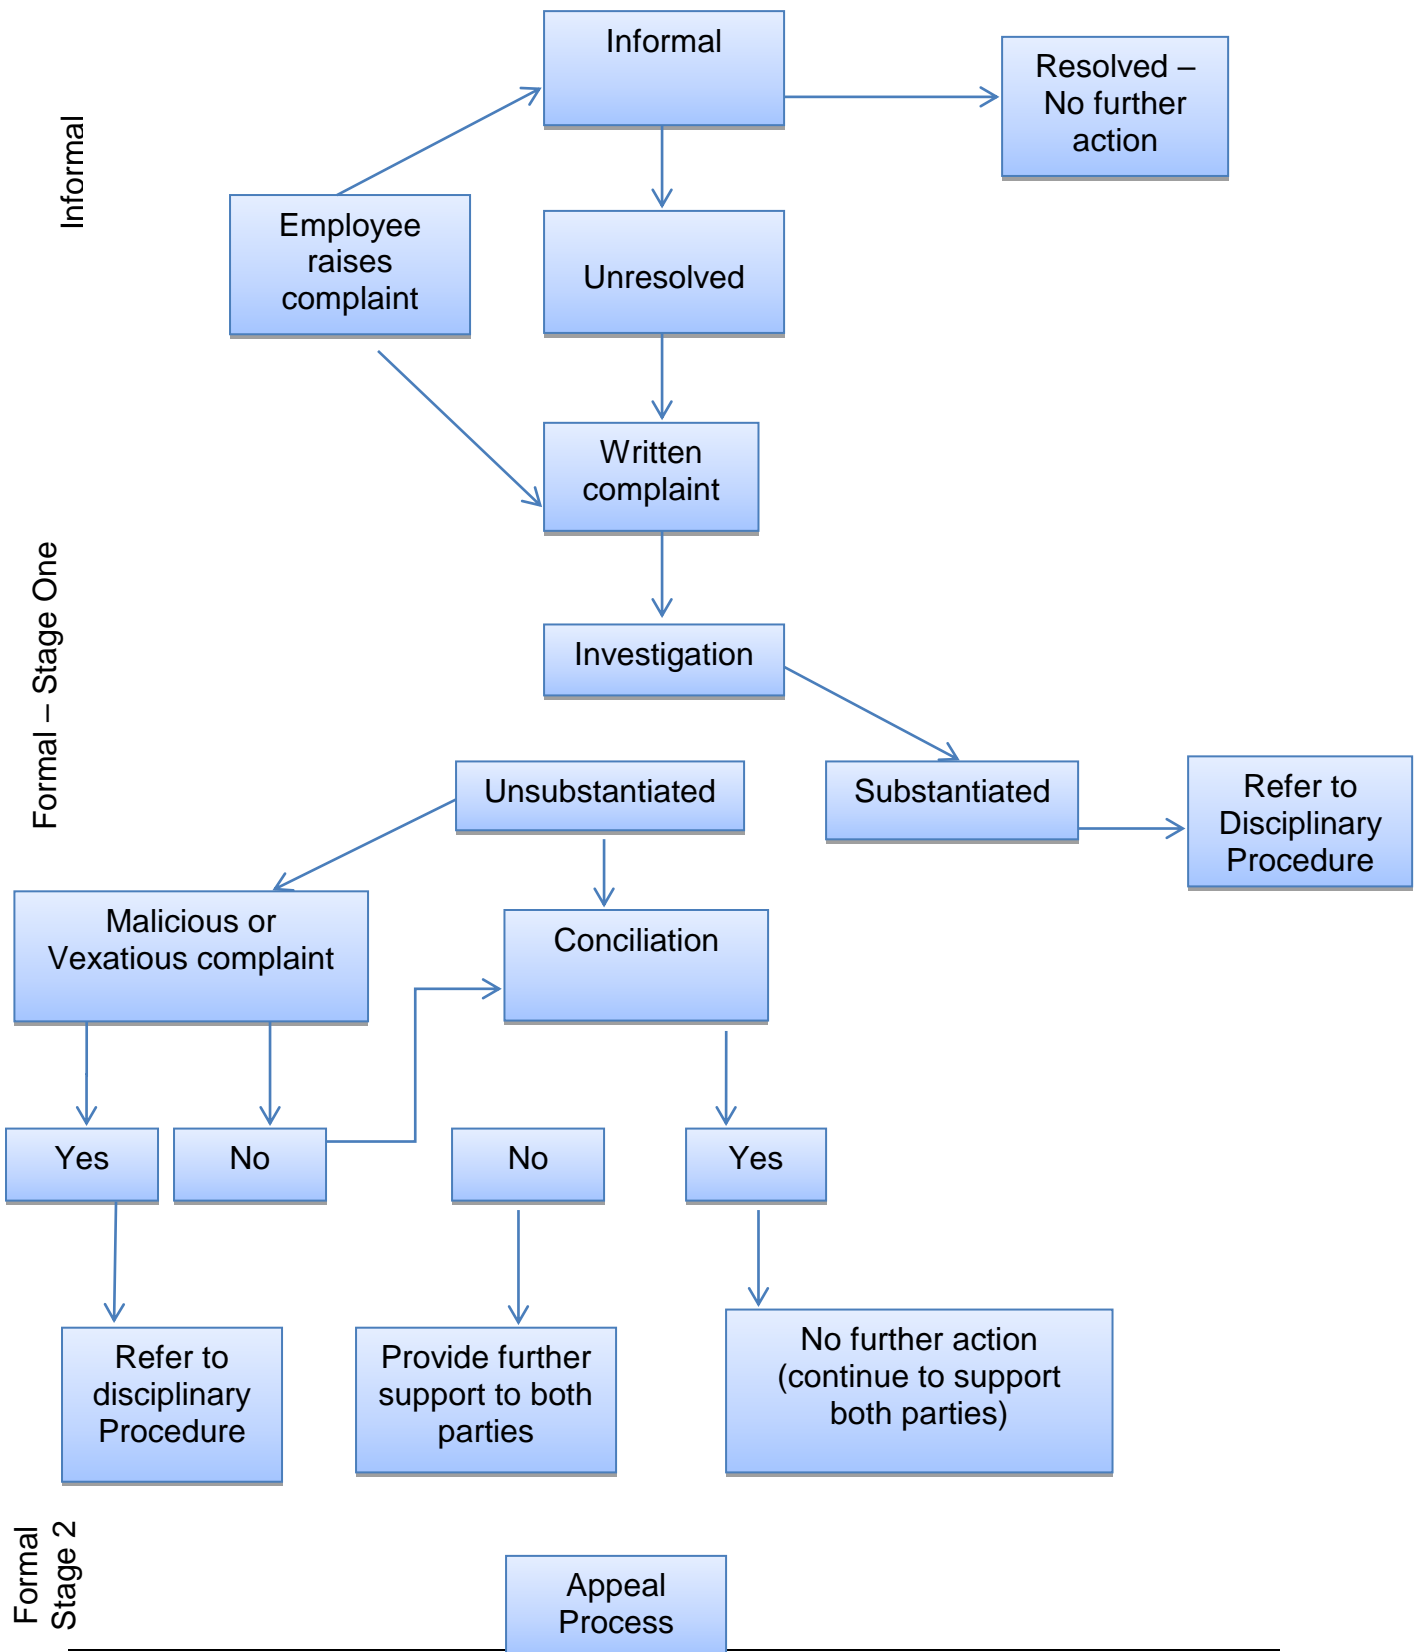 Informal
Informal
Resolved –
No further
action
Employee
raises
complaint
Unresolved
Written
complaint
Formal – Stage One
Investigation
Unsubstantiated
Substantiated
Refer to
Disciplinary
Procedure
Malicious or
Vexatious complaint
Conciliation
Yes
No
No
Yes
Refer to
disciplinary
Procedure
Provide further
support to both
parties
No further action
(continue to support
both parties)
Formal
Stage 2
Appeal
Process